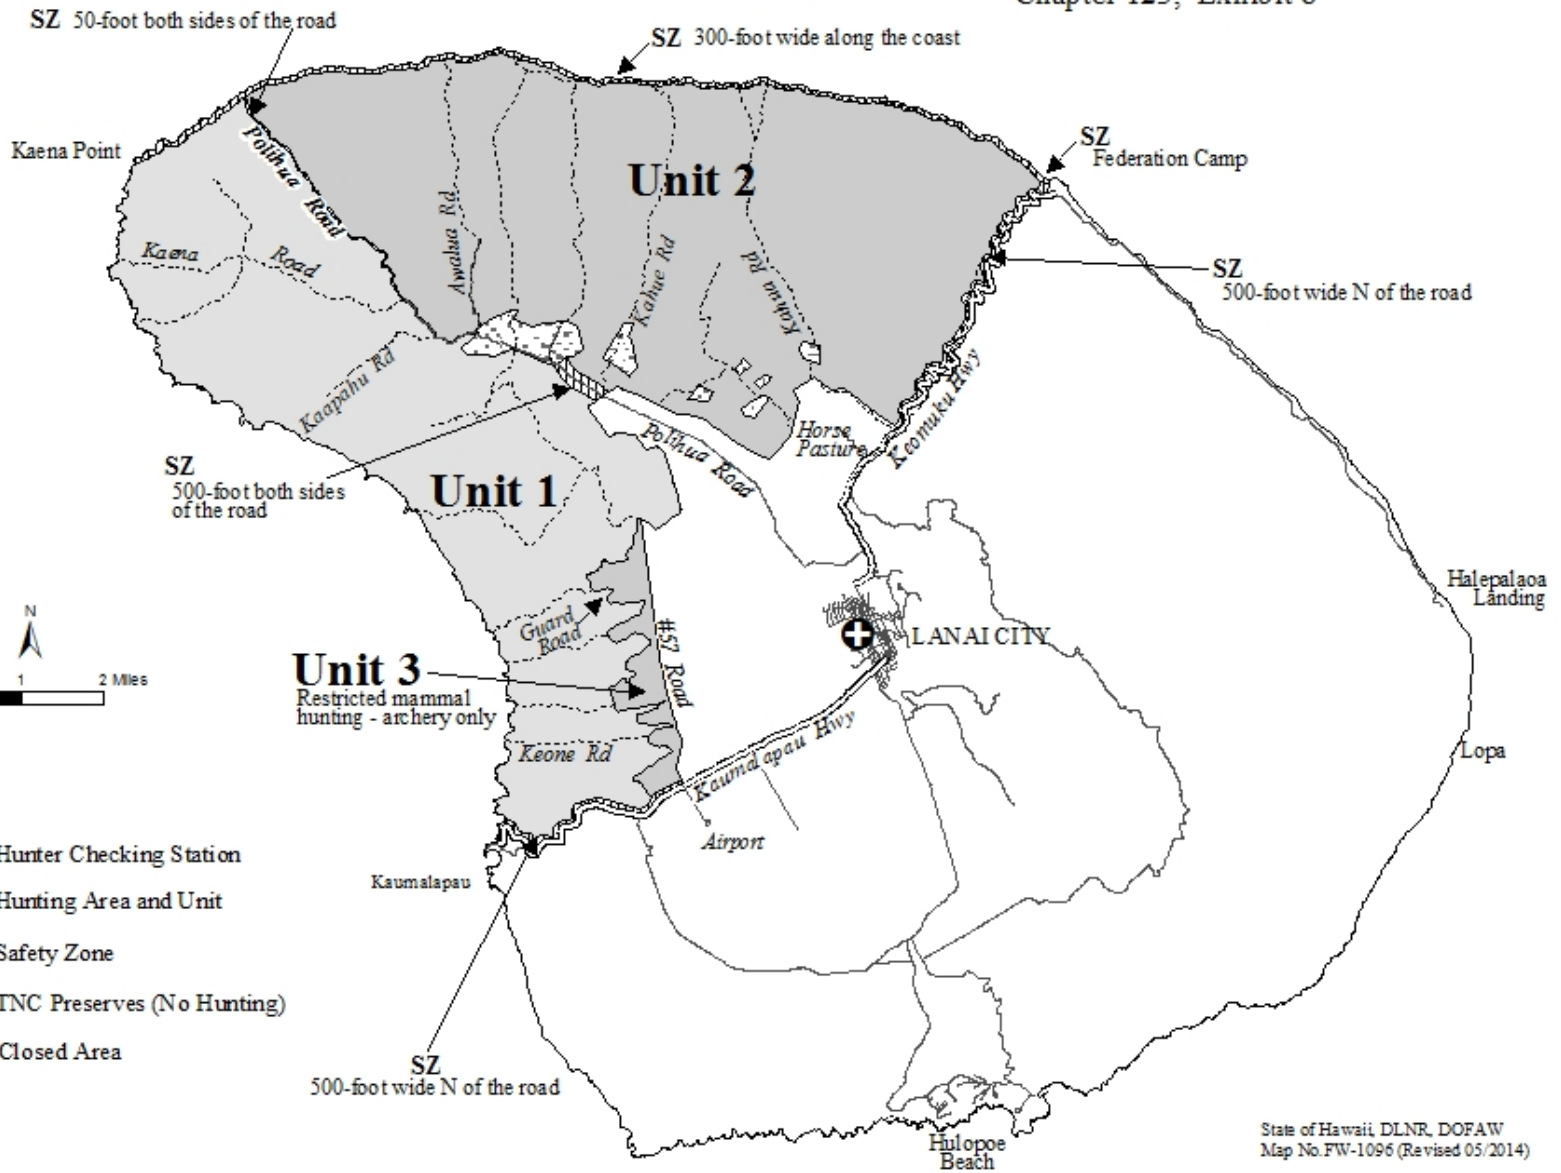 SZ 50-foot both sides of the road
SZ 300-foot wide along the coast
SZ
Federation Camp
Kaena Point
Polihua Road
Unit 2
Awalua Rd
Kahue Rd
Kahua Rd
Kaena Road
SZ
500-foot wide N of the road
Kaapahu Rd
Keomuku Hwy
Horse
Pasture
Polihua Road
SZ
500-foot both sides
of the road
Unit 1
Halepalaoa
Landing
N
1 2 Miles
Guard
Road
#57 Road
LANAI CITY
Unit 3
Restricted mammal
hunting - archery only
Keone Rd
Kaumalapau Hwy
Lopa
Airport
Hunter Checking Station
Kaumalapau
Hunting Area and Unit
Safety Zone
TNC Preserves (No Hunting)
Closed Area
SZ
500-foot wide N of the road
Hulopoe
Beach
State of Hawaii, DLNR, DOFAW
Map No.FW-1096 (Revised 05/2014)